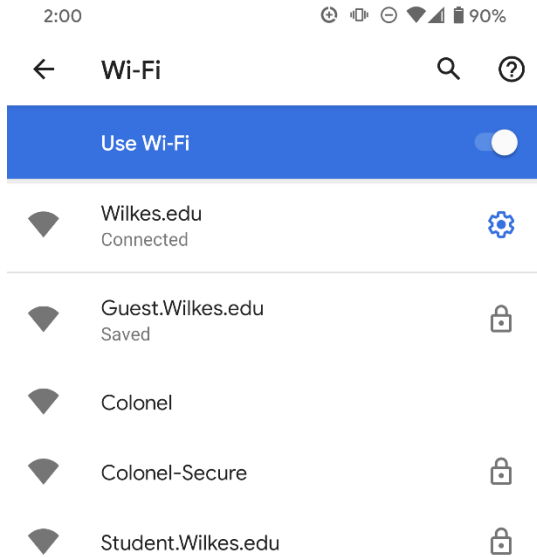 2:00 90%
Wi-Fi
Use Wi-Fi
Wilkes.edu
Connected
Guest.Wilkes.edu
Saved
Colonel
Colonel-Secure
Student.Wilkes.edu